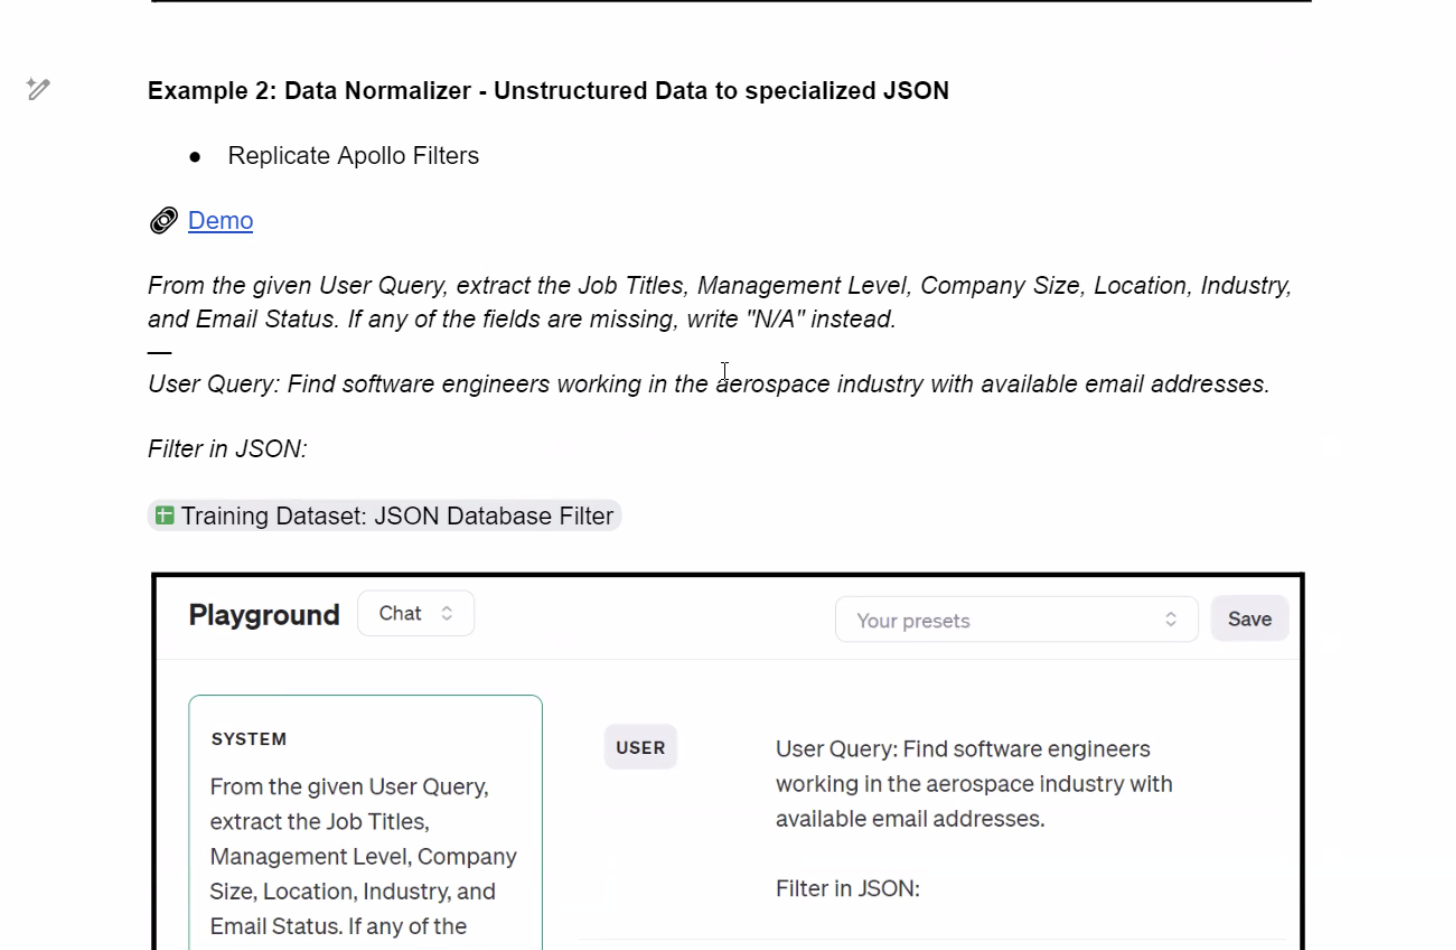 Example 2: Data Normalizer - Unstructured Data to specialized JSON
● Replicate Apollo Filters
Demo
From the given User Query, extract the Job Titles, Management Level, Company Size, Location, Industry,
and Email Status. If any of the fields are missing, write "N/A" instead.
—
User Query: Find software engineers working in the aerospace industry with available email addresses.
Filter in JSON:
Training Dataset: JSON Database Filter
Playground
Chat
Your presets
Save
SYSTEM
From the given User Query,
extract the Job Titles,
Management Level, Company
Size, Location, Industry, and
Email Status. If any of the
USER
User Query: Find software engineers
working in the aerospace industry with
available email addresses.
Filter in JSON: